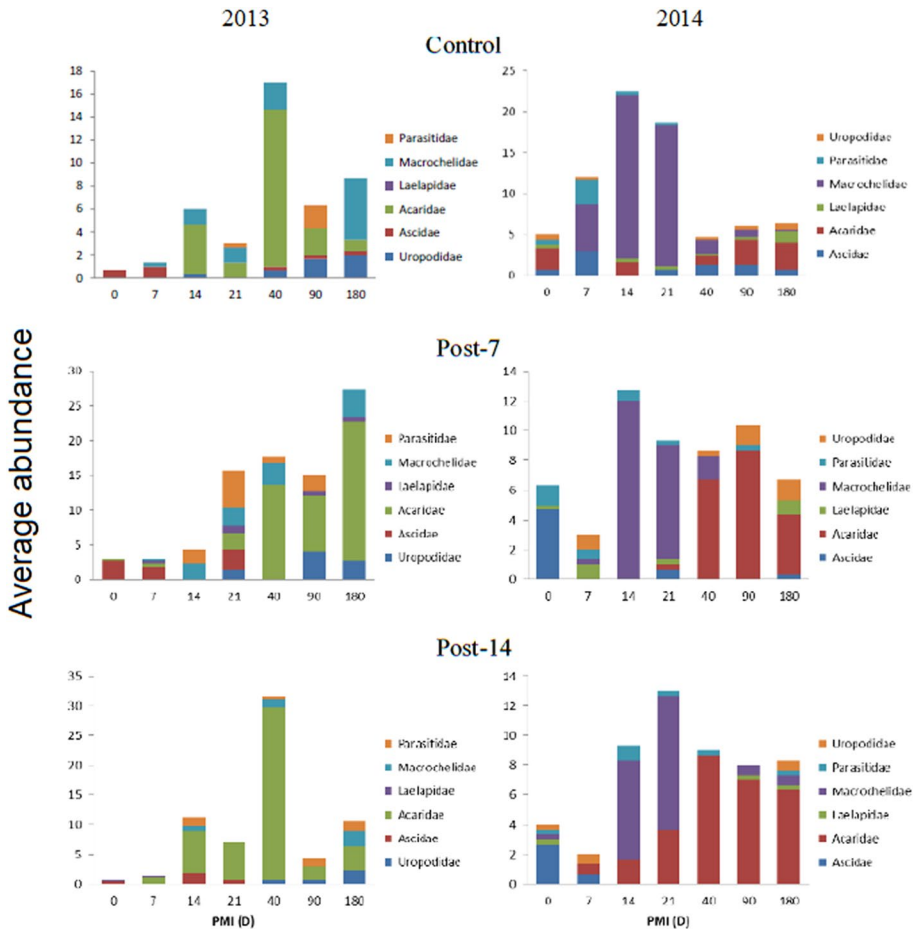 2013
2014
Control
18
16
14
12
10
8
6
4
2
0
0 7 14 21 40 90 180
Parasitidae
Macrochelidae
Laelapidae
Acaridae
Ascidae
Uropodidae
25
20
15
10
5
0
0 7 14 21 40 90 180
Uropodidae
Parasitidae
Macrochelidae
Laelapidae
Acaridae
Ascidae
Average abundance
Post-7
30
25
20
15
10
5
0
0 7 14 21 40 90 180
Parasitidae
Macrochelidae
Laelapidae
Acaridae
Ascidae
Uropodidae
14
12
10
8
6
4
2
0
0 7 14 21 40 90 180
Uropodidae
Parasitidae
Macrochelidae
Laelapidae
Acaridae
Ascidae
Post-14
35
30
25
20
15
10
5
0
0 7 14 21 40 90 180
PMI (D)
Parasitidae
Macrochelidae
Laelapidae
Acaridae
Ascidae
Uropodidae
14
12
10
8
6
4
2
0
0 7 14 21 40 90 180
PMI (D)
Uropodidae
Parasitidae
Macrochelidae
Laelapidae
Acaridae
Ascidae